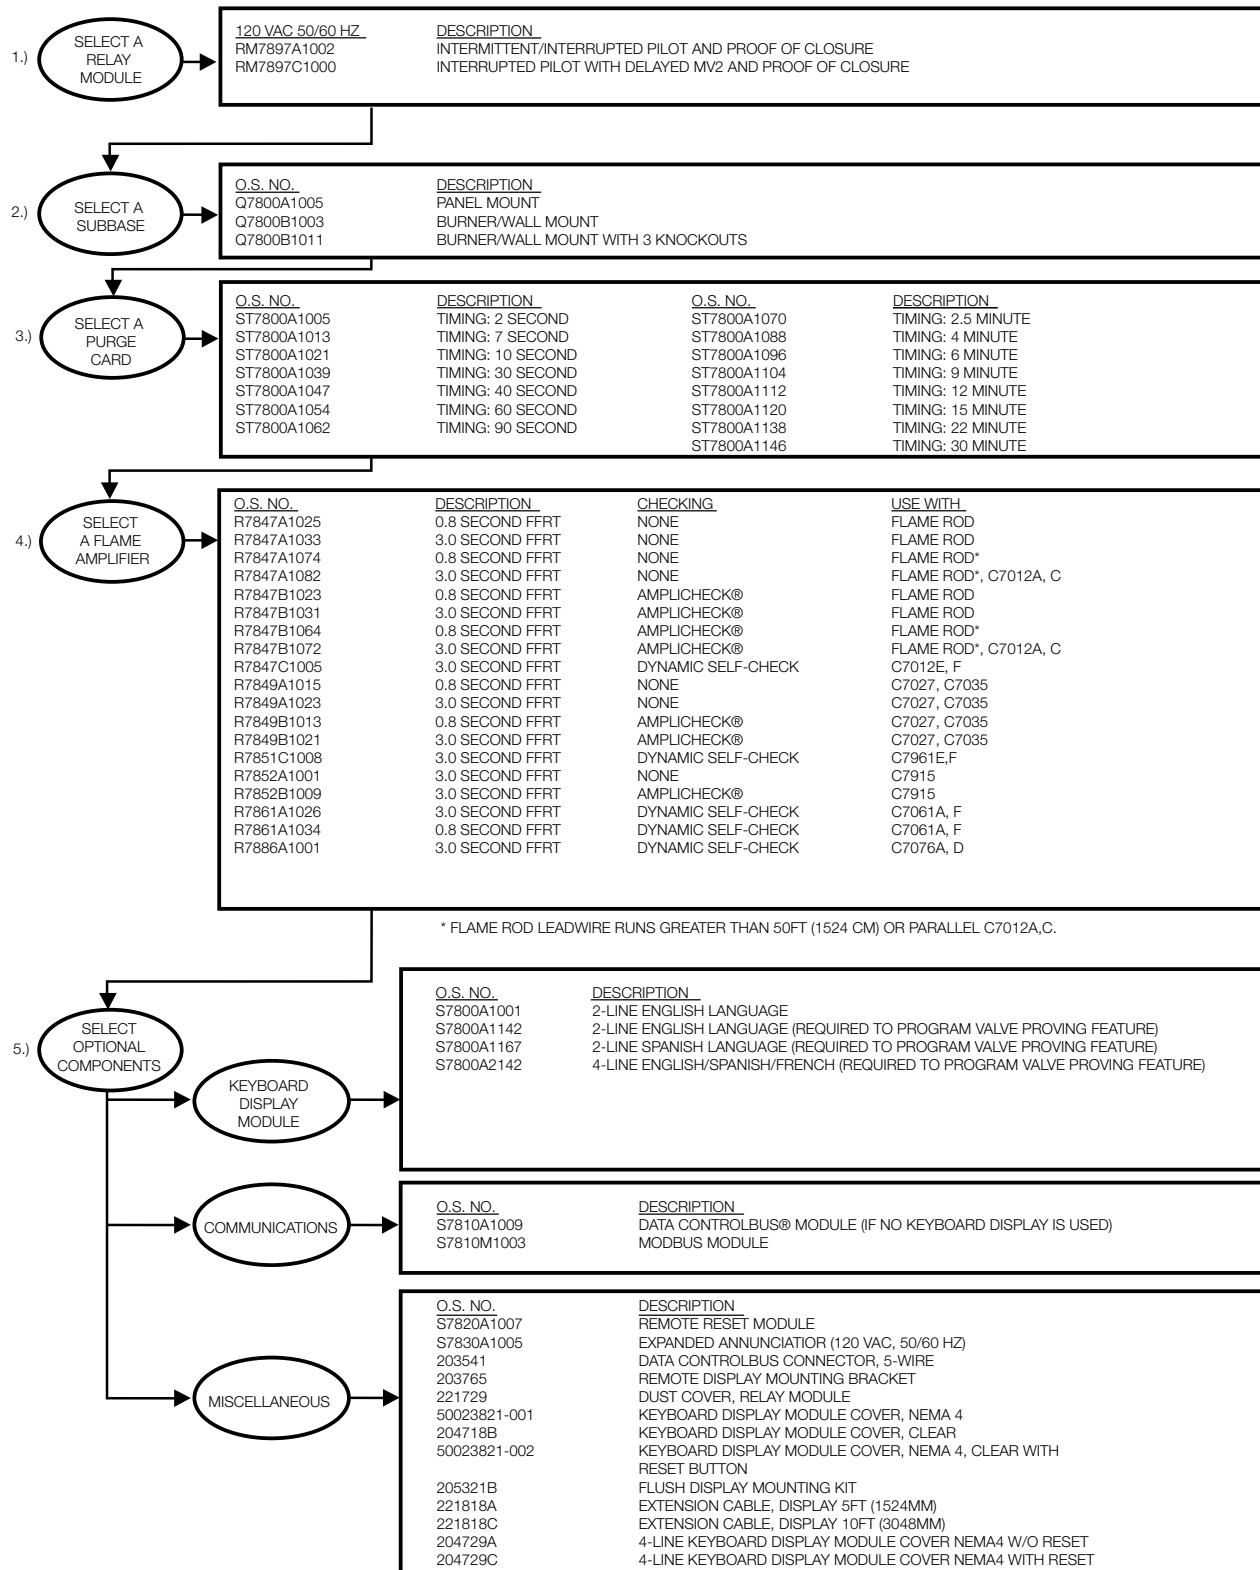 1.)
SELECT A
RELAY
MODULE
120 VAC 50/60 HZ DESCRIPTION
RM7897A1002 INTERMITTENT/INTERRUPTED PILOT AND PROOF OF CLOSURE
RM7897C1000 INTERRUPTED PILOT WITH DELAYED MV2 AND PROOF OF CLOSURE
2.)
SELECT A
SUBBASE
O.S. NO. DESCRIPTION
Q7800A1005 PANEL MOUNT
Q7800B1003 BURNER/WALL MOUNT
Q7800B1011 BURNER/WALL MOUNT WITH 3 KNOCKOUTS
3.)
SELECT A
PURGE
CARD
O.S. NO. DESCRIPTION O.S. NO. DESCRIPTION
ST7800A1005 TIMING: 2 SECOND ST7800A1070 TIMING: 2.5 MINUTE
ST7800A1013 TIMING: 7 SECOND ST7800A1088 TIMING: 4 MINUTE
ST7800A1021 TIMING: 10 SECOND ST7800A1096 TIMING: 6 MINUTE
ST7800A1039 TIMING: 30 SECOND ST7800A1104 TIMING: 9 MINUTE
ST7800A1047 TIMING: 40 SECOND ST7800A1112 TIMING: 12 MINUTE
ST7800A1054 TIMING: 60 SECOND ST7800A1120 TIMING: 15 MINUTE
ST7800A1062 TIMING: 90 SECOND ST7800A1138 TIMING: 22 MINUTE
ST7800A1146 TIMING: 30 MINUTE
4.)
SELECT
A FLAME
AMPLIFIER
O.S. NO. DESCRIPTION CHECKING USE WITH
R7847A1025 0.8 SECOND FFRT NONE FLAME ROD
R7847A1033 3.0 SECOND FFRT NONE FLAME ROD
R7847A1074 0.8 SECOND FFRT NONE FLAME ROD*
R7847A1082 3.0 SECOND FFRT NONE FLAME ROD*, C7012A, C
R7847B1023 0.8 SECOND FFRT AMPLICHECK® FLAME ROD
R7847B1031 3.0 SECOND FFRT AMPLICHECK® FLAME ROD
R7847B1064 0.8 SECOND FFRT AMPLICHECK® FLAME ROD*
R7847B1072 3.0 SECOND FFRT AMPLICHECK® FLAME ROD*, C7012A, C
R7847C1005 3.0 SECOND FFRT DYNAMIC SELF-CHECK C7012E, F
R7849A1015 0.8 SECOND FFRT NONE C7027, C7035
R7849A1023 3.0 SECOND FFRT NONE C7027, C7035
R7849B1013 0.8 SECOND FFRT AMPLICHECK® C7027, C7035
R7849B1021 3.0 SECOND FFRT AMPLICHECK® C7027, C7035
R7851C1008 3.0 SECOND FFRT DYNAMIC SELF-CHECK C7961E,F
R7852A1001 3.0 SECOND FFRT NONE C7915
R7852B1009 3.0 SECOND FFRT AMPLICHECK® C7915
R7861A1026 3.0 SECOND FFRT DYNAMIC SELF-CHECK C7061A, F
R7861A1034 0.8 SECOND FFRT DYNAMIC SELF-CHECK C7061A, F
R7886A1001 3.0 SECOND FFRT DYNAMIC SELF-CHECK C7076A, D
* FLAME ROD LEADWIRE RUNS GREATER THAN 50FT (1524 CM) OR PARALLEL C7012A,C.
5.)
SELECT
OPTIONAL
COMPONENTS
KEYBOARD
DISPLAY
MODULE
O.S. NO. DESCRIPTION
S7800A1001 2-LINE ENGLISH LANGUAGE
S7800A1142 2-LINE ENGLISH LANGUAGE (REQUIRED TO PROGRAM VALVE PROVING FEATURE)
S7800A1167 2-LINE SPANISH LANGUAGE (REQUIRED TO PROGRAM VALVE PROVING FEATURE)
S7800A2142 4-LINE ENGLISH/SPANISH/FRENCH (REQUIRED TO PROGRAM VALVE PROVING FEATURE)
COMMUNICATIONS
O.S. NO. DESCRIPTION
S7810A1009 DATA CONTROLBUS® MODULE (IF NO KEYBOARD DISPLAY IS USED)
S7810M1003 MODBUS MODULE
MISCELLANEOUS
O.S. NO. DESCRIPTION
S7820A1007 REMOTE RESET MODULE
S7830A1005 EXPANDED ANNUNCIATIOR (120 VAC, 50/60 HZ)
203541 DATA CONTROLBUS CONNECTOR, 5-WIRE
203765 REMOTE DISPLAY MOUNTING BRACKET
221729 DUST COVER, RELAY MODULE
50023821-001 KEYBOARD DISPLAY MODULE COVER, NEMA 4
204718B KEYBOARD DISPLAY MODULE COVER, CLEAR
50023821-002 KEYBOARD DISPLAY MODULE COVER, NEMA 4, CLEAR WITH
RESET BUTTON
205321B FLUSH DISPLAY MOUNTING KIT
221818A EXTENSION CABLE, DISPLAY 5FT (1524MM)
221818C EXTENSION CABLE, DISPLAY 10FT (3048MM)
204729A 4-LINE KEYBOARD DISPLAY MODULE COVER NEMA4 W/O RESET
204729C 4-LINE KEYBOARD DISPLAY MODULE COVER NEMA4 WITH RESET